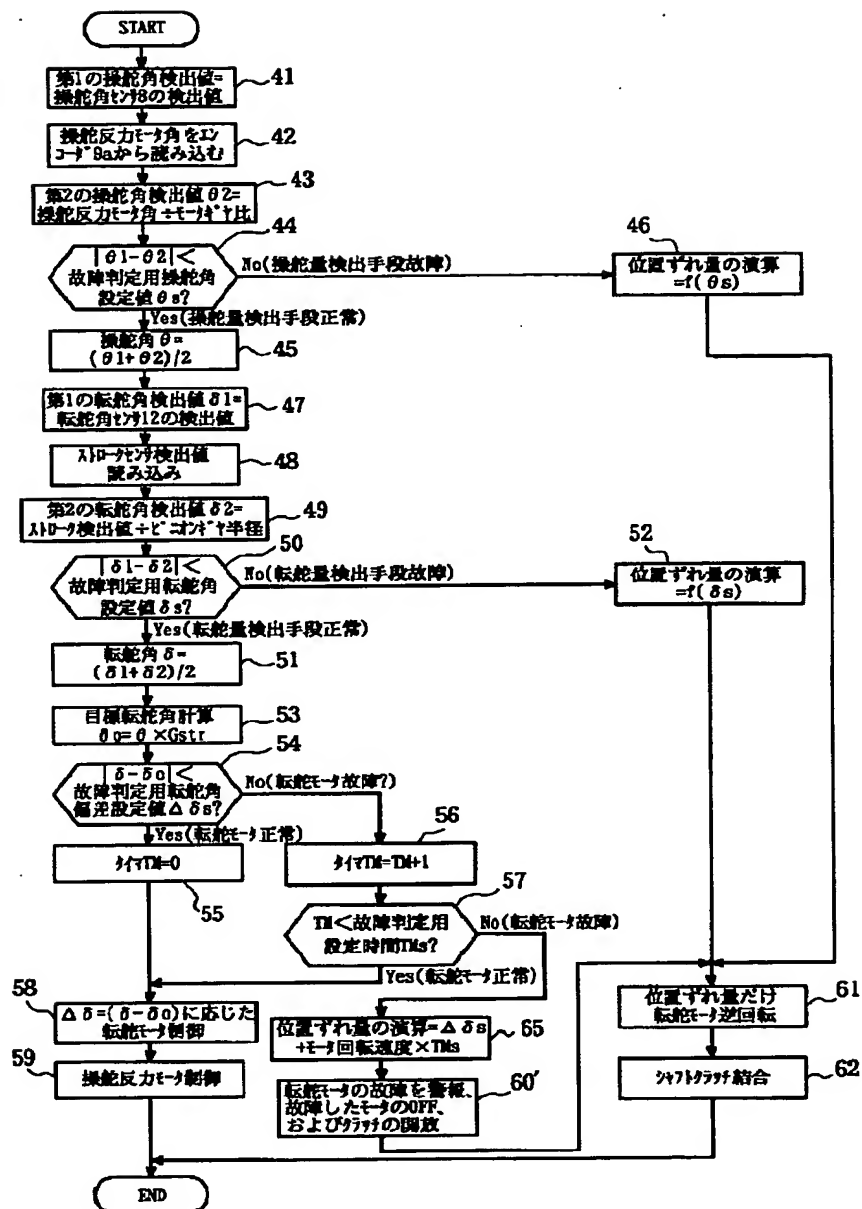 START
第1の操舵角検出値=
操舵角ｾﾝｻ8の検出値
41
操舵反力ﾓｰﾀ角をｴﾝ
ｺｰﾀﾞ9aから読み込む
42
第2の操舵角検出値θ2=
操舵反力ﾓｰﾀ角÷ﾓｰﾀｷﾞﾔ比
43
|θ1-θ2|<
故障判定用操舵角
設定値θs?
44
No(操舵量検出手段故障)
46
位置ずれ量の演算
=f(θs)
Yes(操舵量検出手段正常)
操舵角θ=
(θ1+θ2)/2
45
第1の転舵角検出値δ1=
転舵角ｾﾝｻ12の検出値
47
ｽﾄﾛｰｸｾﾝｻ検出値
読み込み
48
第2の転舵角検出値δ2=
ｽﾄﾛｰｸ検出値÷ﾋﾟﾆｵﾝｷﾞﾔ半径
49
|δ1-δ2|<
故障判定用転舵角
設定値δs?
50
No(転舵量検出手段故障)
52
位置ずれ量の演算
=f(δs)
Yes(転舵量検出手段正常)
転舵角δ=
(δ1+δ2)/2
51
目標転舵角計算
δo=θ×Gstr
53
|δ-δo|<
故障判定用転舵角
偏差設定値Δδs?
54
No(転舵ﾓｰﾀ故障?)
Yes(転舵ﾓｰﾀ正常)
ﾀｲﾏTM=0
55
56
ﾀｲﾏTM=TM+1
57
TM<故障判定用
設定時間TMs?
No(転舵ﾓｰﾀ故障)
Yes(転舵ﾓｰﾀ正常)
58
Δδ=(δ-δo)に応じた
転舵ﾓｰﾀ制御
59
操舵反力ﾓｰﾀ制御
位置ずれ量の演算=Δδs
+ﾓｰﾀ回転速度×TMs
65
転舵ﾓｰﾀの故障を警報、
故障したﾓｰﾀのOFF、
およびｸﾗｯﾁの開放
60'
位置ずれ量だけ
転舵ﾓｰﾀ逆回転
61
ｼｬﾌﾄｸﾗｯﾁ結合
62
END